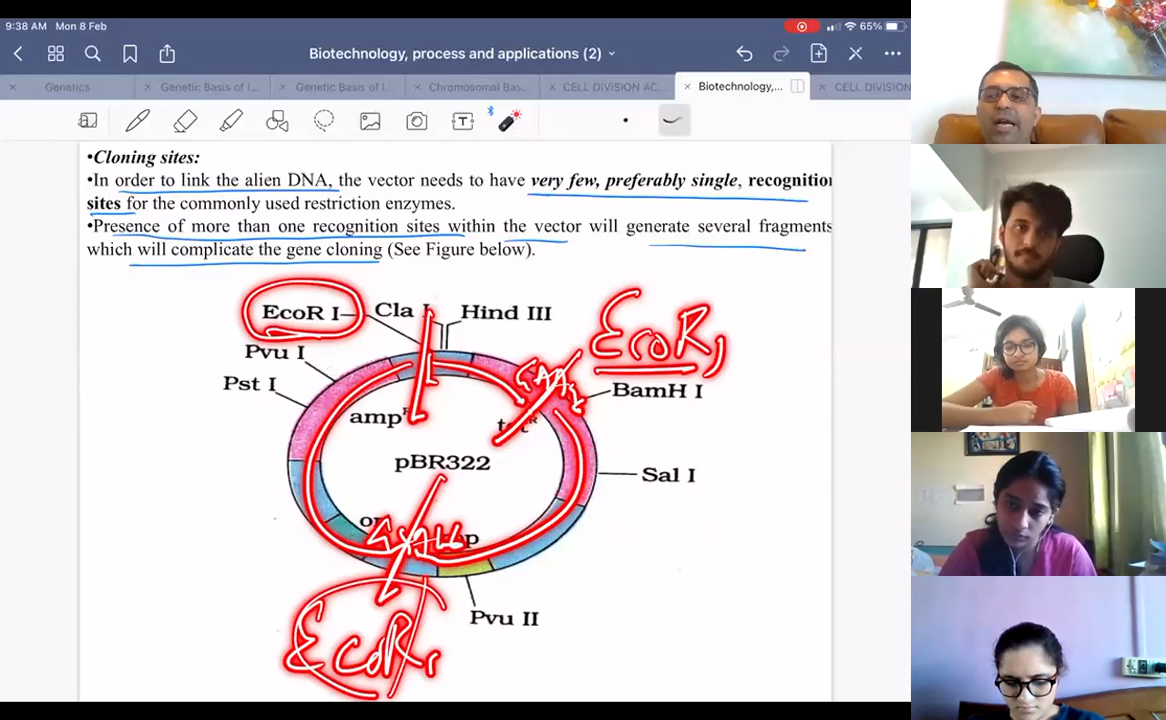 9:38 AM Mon 8 Feb
65%
Biotechnology, process and applications (2)
Genetics
Genetic Basis of I...
Genetic Basis of I...
Chromosomal Bas...
CELL DIVISION AC...
Biotechnology,...
CELL DIVISION
T
•Cloning sites:
•In order to link the alien DNA, the vector needs to have very few, preferably single, recognition
sites for the commonly used restriction enzymes.
•Presence of more than one recognition sites within the vector will generate several fragments
which will complicate the gene cloning (See Figure below).
EcoR I
Cla I
Hind III
EcoR1
Pvu I
Pst I
BamH I
ampR
pBR322
Sal I
Pvu II
EcoR1